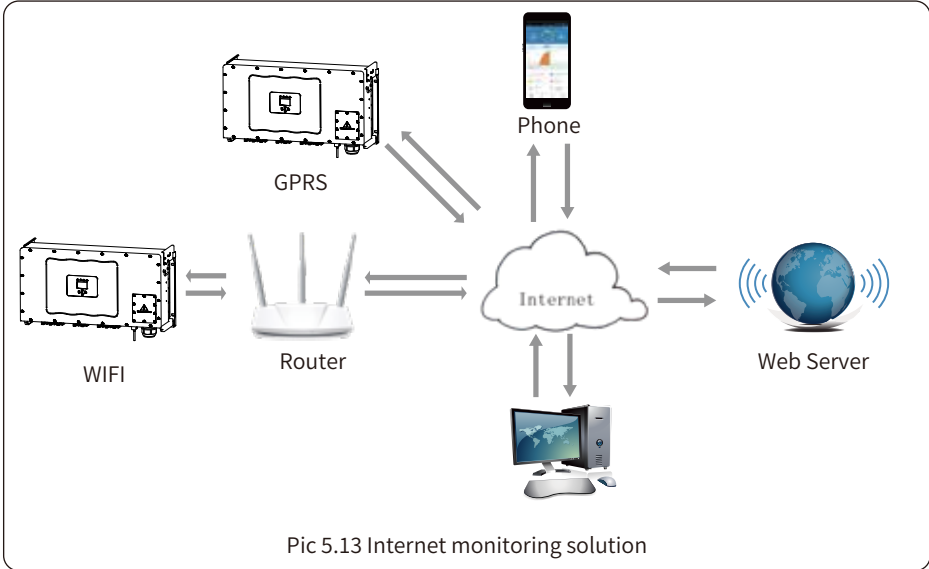 Phone
GPRS
Internet
WIFI
Router
Web Server
Pic 5.13 Internet monitoring solution